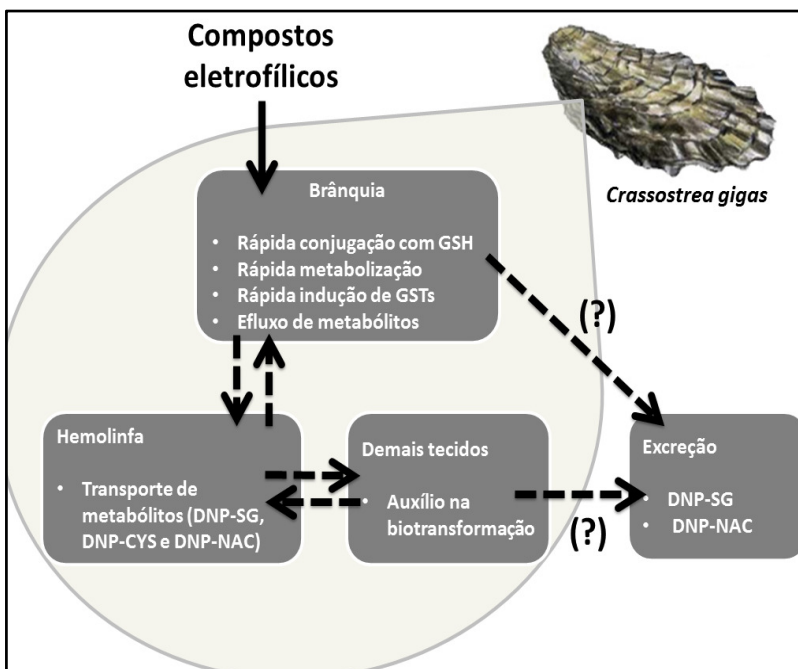 Compostos
eletrofílicos
Crassostrea gigas
Brânquia
• Rápida conjugação com GSH
• Rápida metabolização
• Rápida indução de GSTs
• Efluxo de metabólitos
(?)
Hemolinfa
• Transporte de
metabólitos (DNP-SG,
DNP-CYS e DNP-NAC)
Demais tecidos
• Auxílio na
biotransformação
(?)
Excreção
• DNP-SG
• DNP-NAC